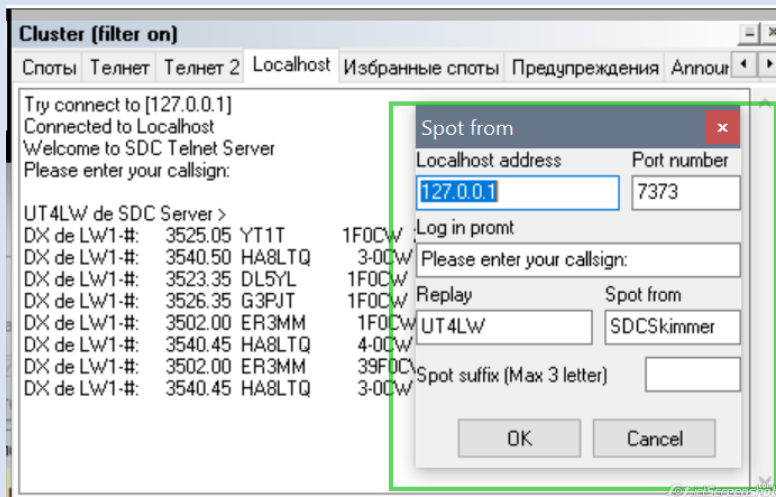 Cluster (filter on)
Споты Телнет Телнет 2 Localhost Избранные споты Предупреждения Annour
Try connect to [127.0.0.1]
Connected to Localhost
Welcome to SDC Telnet Server
Please enter your callsign:
UT4LW de SDC Server >
DX de LW1-#: 3525.05 YT1T 1F0CW
DX de LW1-#: 3540.50 HA8LTQ 3-0CW
DX de LW1-#: 3523.35 DL5YL 1F0CW
DX de LW1-#: 3526.35 G3PJT 1F0CW
DX de LW1-#: 3502.00 ER3MM 1F0CW
DX de LW1-#: 3540.45 HA8LTQ 4-0CW
DX de LW1-#: 3502.00 ER3MM 39F0CW
DX de LW1-#: 3540.45 HA8LTQ 3-0CW
Spot from
Localhost address Port number
127.0.0.1 7373
Log in promt
Please enter your callsign:
Replay Spot from
UT4LW SDCSkimmer
Spot suffix (Max 3 letter)
OK Cancel